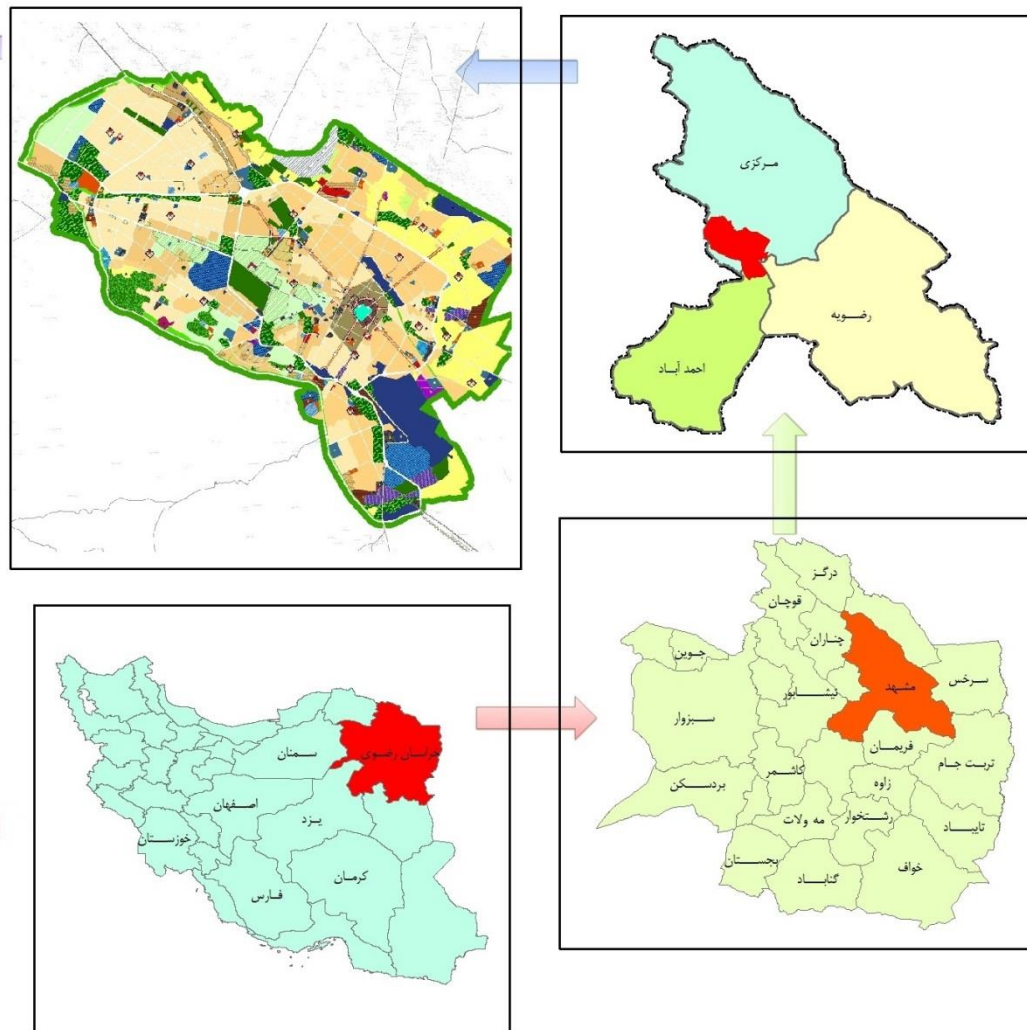 مرکزی
رضویه
احمد آباد
درگز
قوچان
چناران
جوین
مشهد
سرخس
نیشابور
سبزوار
فریمان
تربت جام
کاشمر
بردسکن
زاوه
رشتخوار
مه ولات
تایباد
بجستان
خواف
گناباد
خراسان رضوی
سمنان
اصفهان
یزد
خوزستان
کرمان
فارس